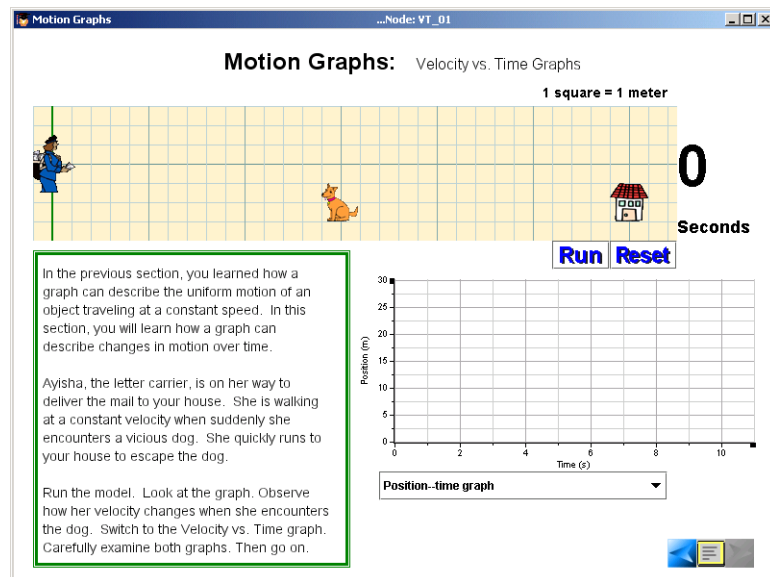 Motion Graphs
...Node: VT_01
Motion Graphs: Velocity vs. Time Graphs
1 square = 1 meter
0
Seconds
Run
Reset
In the previous section, you learned how a
graph can describe the uniform motion of an
object traveling at a constant speed. In this
section, you will learn how a graph can
describe changes in motion over time.
Ayisha, the letter carrier, is on her way to
deliver the mail to your house. She is walking
at a constant velocity when suddenly she
encounters a vicious dog. She quickly runs to
your house to escape the dog.
Run the model. Look at the graph. Observe
how her velocity changes when she encounters
the dog. Switch to the Velocity vs. Time graph.
Carefully examine both graphs. Then go on.
Position (m)
30
25
20
15
10
5
0
0 2 4 6 8 10
Time (s)
Position--time graph